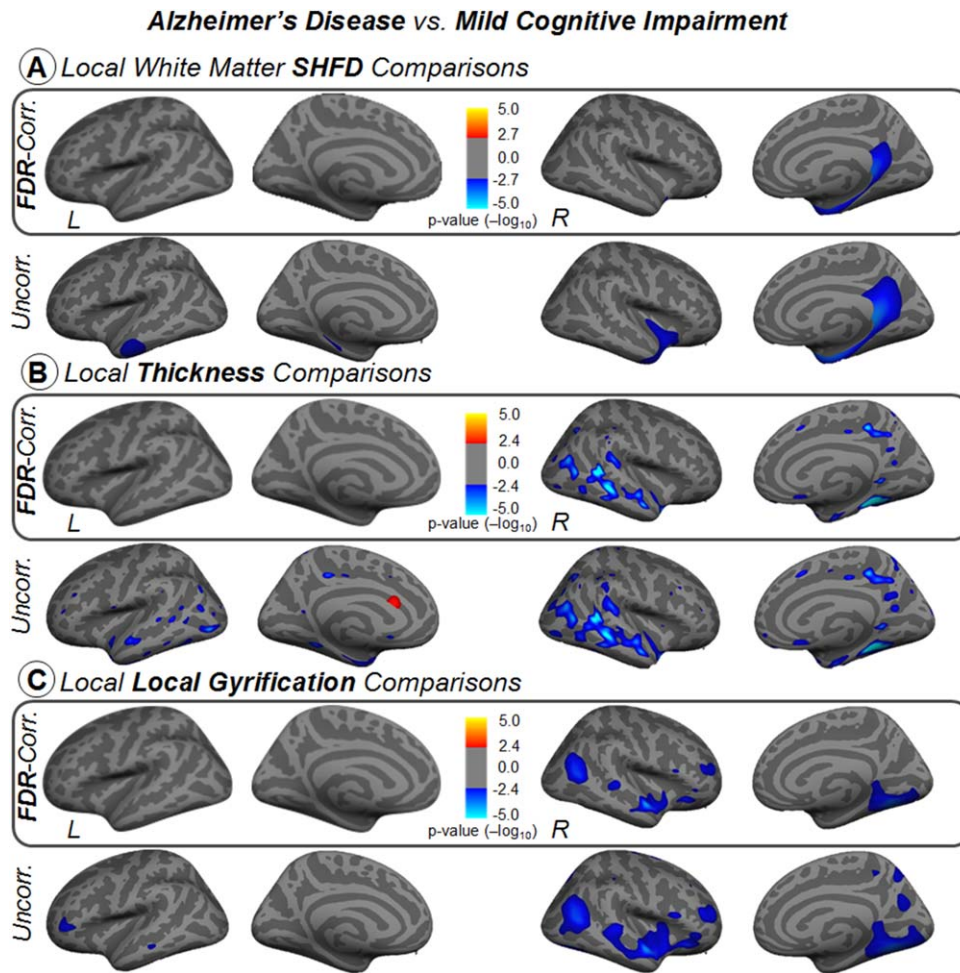 Alzheimer's Disease vs. Mild Cognitive Impairment
A Local White Matter SHFD Comparisons
FDR-Corr.
5.0
2.7
0.0
-2.7
-5.0
p-value (–log10)
L
R
Uncorr.
B Local Thickness Comparisons
FDR-Corr.
5.0
2.4
0.0
-2.4
-5.0
p-value (–log10)
L
R
Uncorr.
C Local Local Gyrification Comparisons
FDR-Corr.
5.0
2.4
0.0
-2.4
-5.0
p-value (–log10)
L
R
Uncorr.